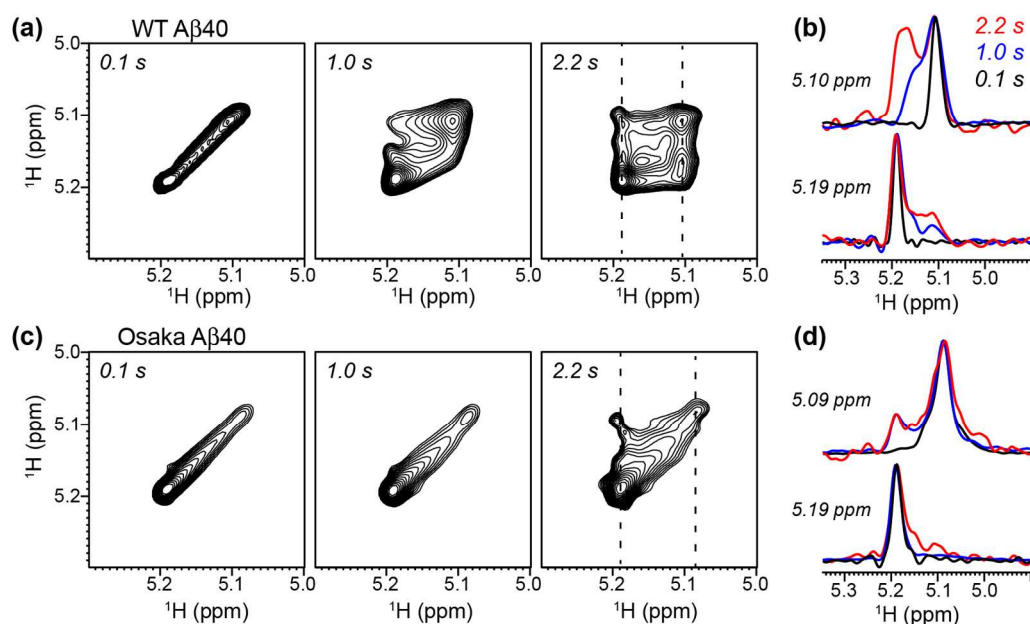 (a) WT Aβ40
5.0
5.1
5.2
¹H (ppm)
0.1 s
1.0 s
2.2 s
5.2 5.1 5.0
¹H (ppm)
5.2 5.1 5.0
¹H (ppm)
5.2 5.1 5.0
¹H (ppm)
(b)
2.2 s
1.0 s
0.1 s
5.10 ppm
5.19 ppm
5.3 5.2 5.1 5.0
¹H (ppm)
(c) Osaka Aβ40
5.0
5.1
5.2
¹H (ppm)
0.1 s
1.0 s
2.2 s
5.2 5.1 5.0
¹H (ppm)
5.2 5.1 5.0
¹H (ppm)
5.2 5.1 5.0
¹H (ppm)
(d)
5.09 ppm
5.19 ppm
5.3 5.2 5.1 5.0
¹H (ppm)